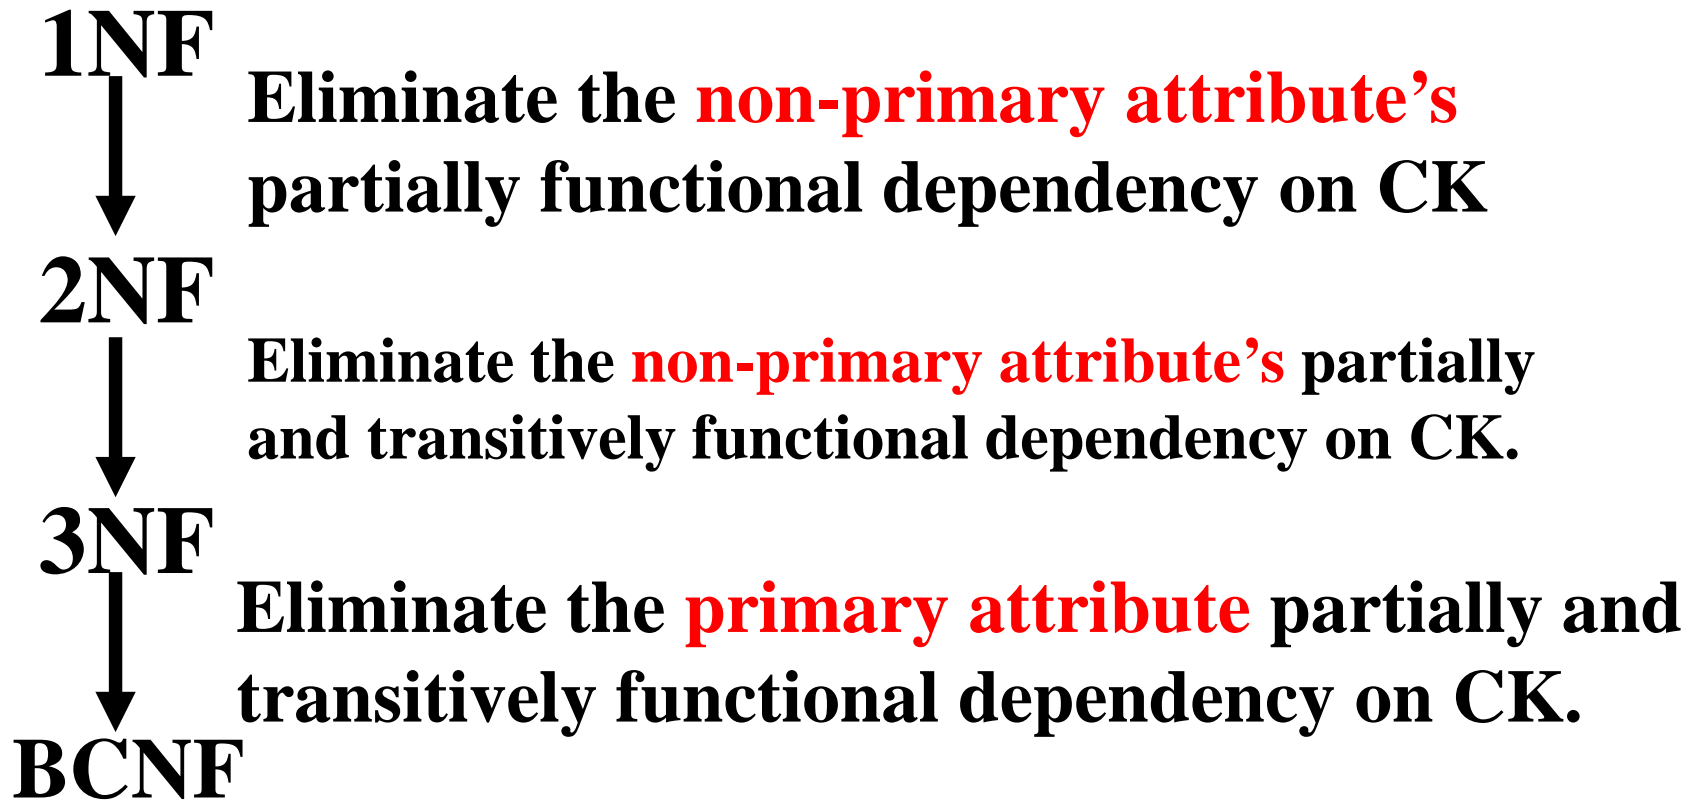 1NF
Eliminate the non-primary attribute’s
partially functional dependency on CK
2NF
Eliminate the non-primary attribute’s partially
and transitively functional dependency on CK.
3NF
Eliminate the primary attribute partially and
transitively functional dependency on CK.
BCNF